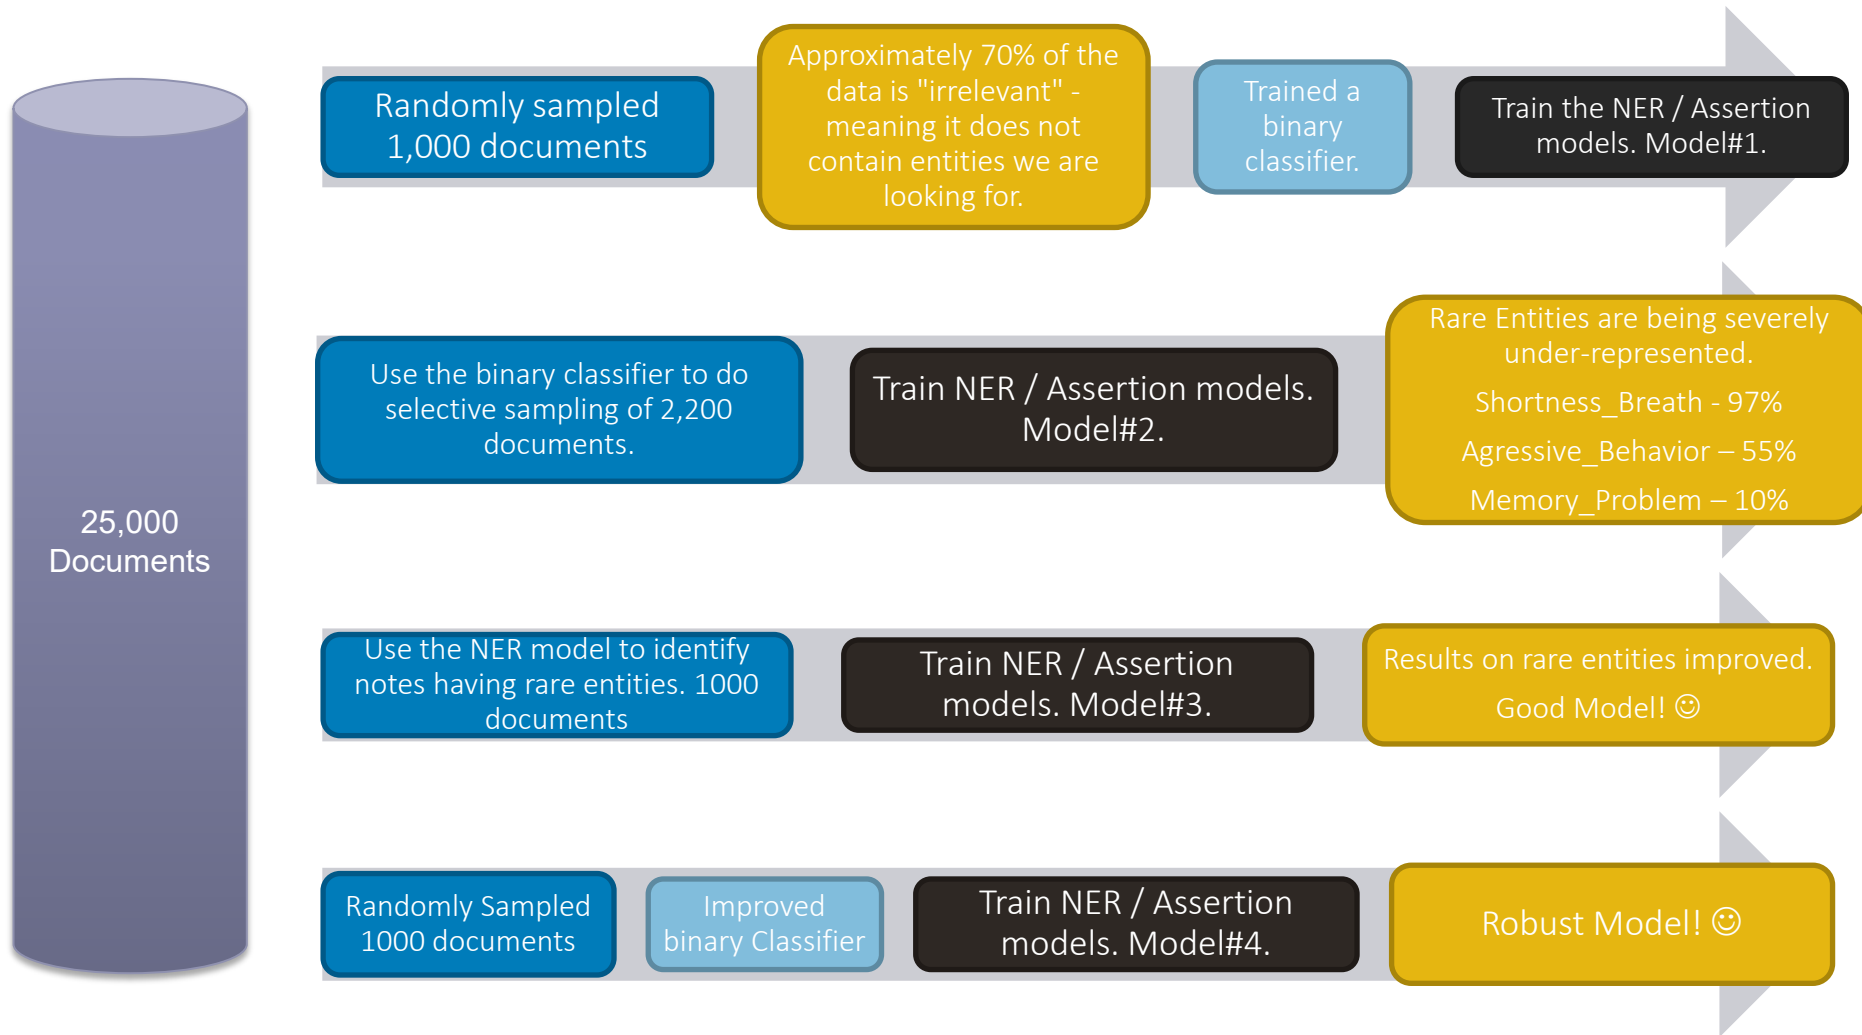 25,000
Documents
Randomly sampled
1,000 documents
Approximately 70% of the
data is "irrelevant" -
meaning it does not
contain entities we are
looking for.
Trained a
binary
classifier.
Train the NER / Assertion
models. Model#1.
Use the binary classifier to do
selective sampling of 2,200
documents.
Train NER / Assertion models.
Model#2.
Rare Entities are being severely
under-represented.
Shortness_Breath - 97%
Agressive_Behavior – 55%
Memory_Problem – 10%
Use the NER model to identify
notes having rare entities. 1000
documents
Train NER / Assertion
models. Model#3.
Results on rare entities improved.
Good Model! ☺
Randomly Sampled
1000 documents
Improved
binary Classifier
Train NER / Assertion
models. Model#4.
Robust Model! ☺